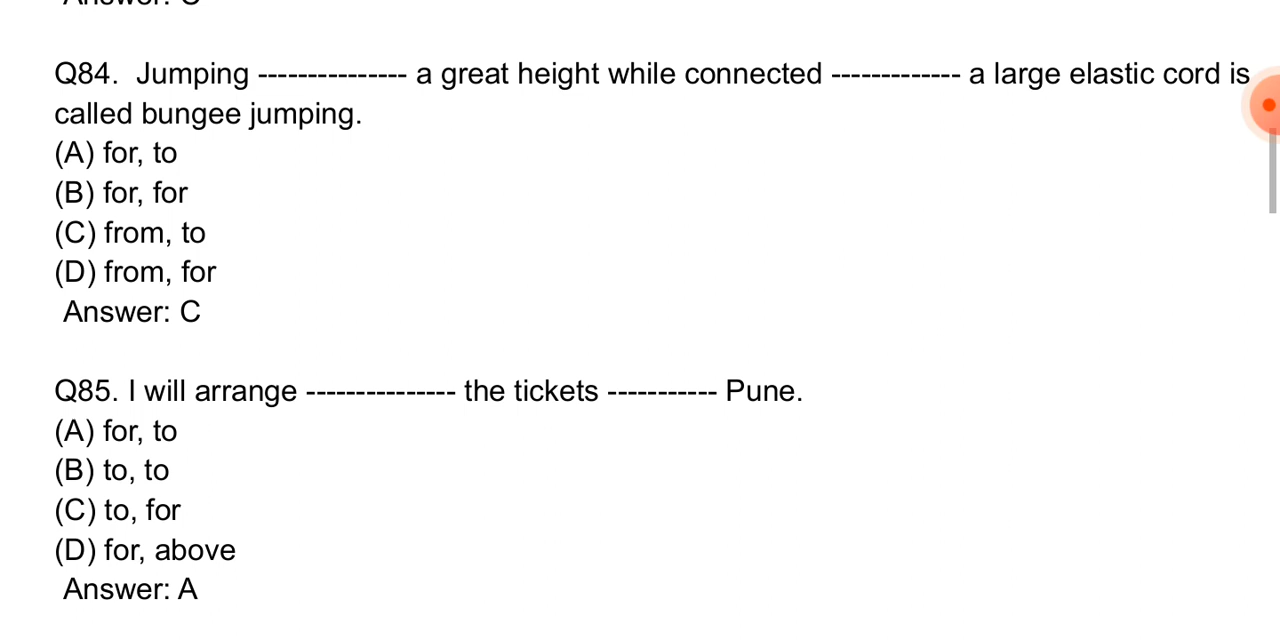 Answer: C
Q84.  Jumping --------------- a great height while connected ------------- a large elastic cord is
called bungee jumping.
(A) for, to
(B) for, for
(C) from, to
(D) from, for
Answer: C
Q85. I will arrange --------------- the tickets ----------- Pune.
(A) for, to
(B) to, to
(C) to, for
(D) for, above
Answer: A